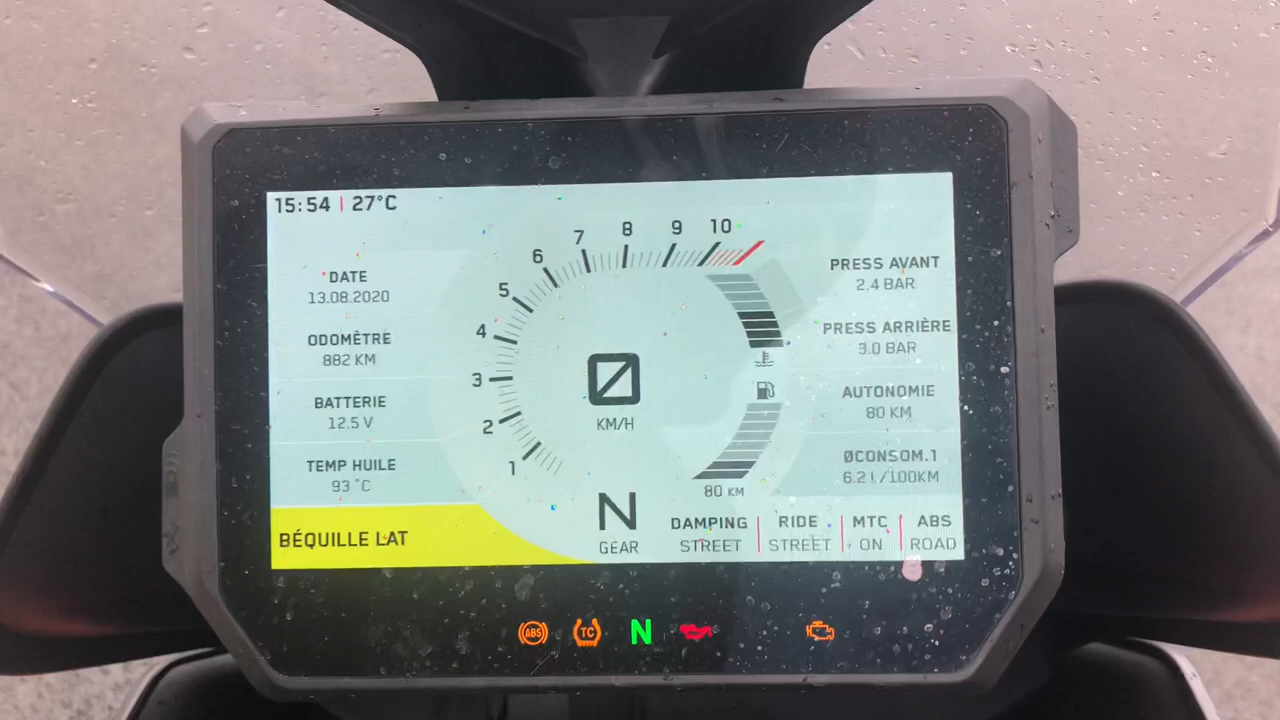 15:54 | 27°C
DATE
13.08.2020
ODOMÈTRE
882 KM
BATTERIE
12.5 V
TEMP HUILE
93 °C
BÉQUILLE LAT
1
2
3
4
5
6
7
8
9
10
0
KM/H
80 KM
N
GEAR
PRESS AVANT
2.4 BAR
PRESS ARRIÈRE
3.0 BAR
AUTONOMIE
80 KM
ØCONSOM.1
6.2 L/100KM
DAMPING
STREET
RIDE
STREET
MTC
ON
ABS
ROAD
ABS
TC
N